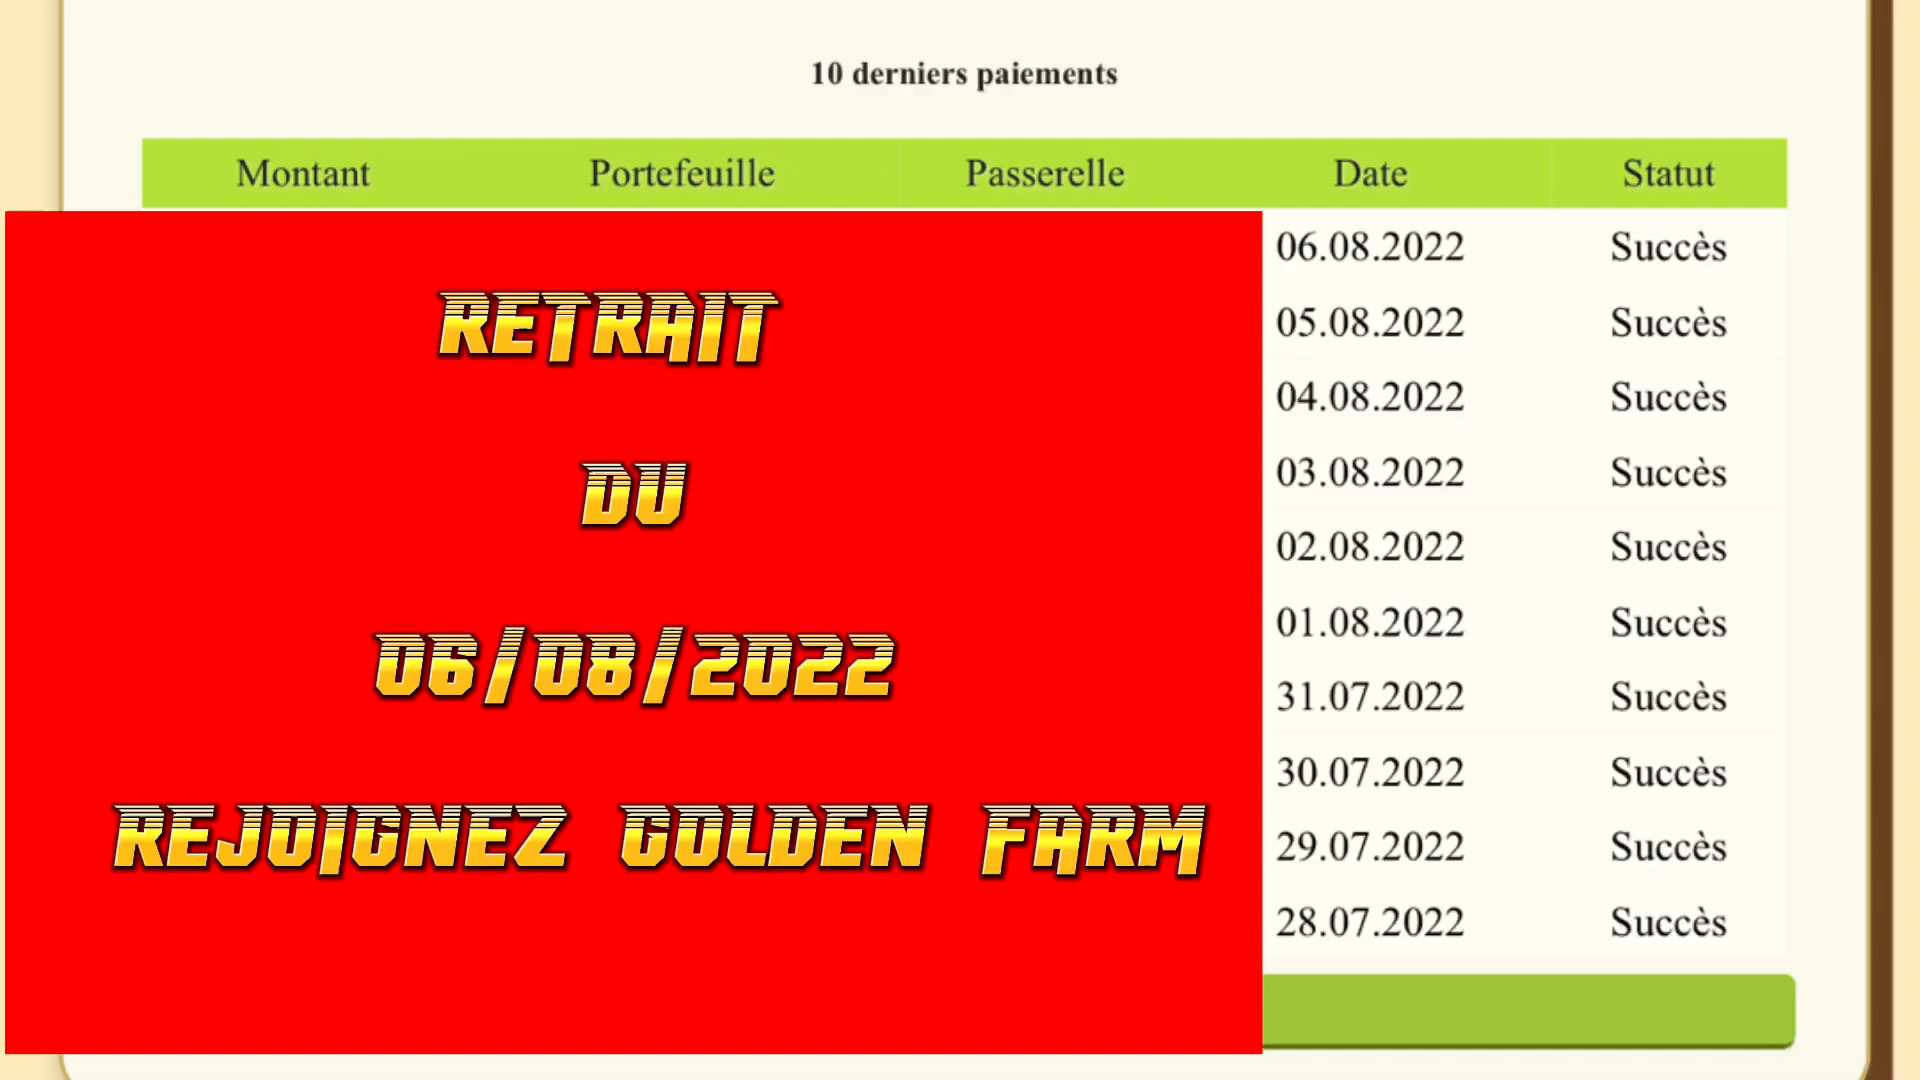 10 derniers paiements
Montant Portefeuille Passerelle Date Statut
06.08.2022 Succès
05.08.2022 Succès
04.08.2022 Succès
03.08.2022 Succès
02.08.2022 Succès
01.08.2022 Succès
31.07.2022 Succès
30.07.2022 Succès
29.07.2022 Succès
28.07.2022 Succès
RETRAIT
DU
06/08/2022
REJOIGNEZ GOLDEN FARM